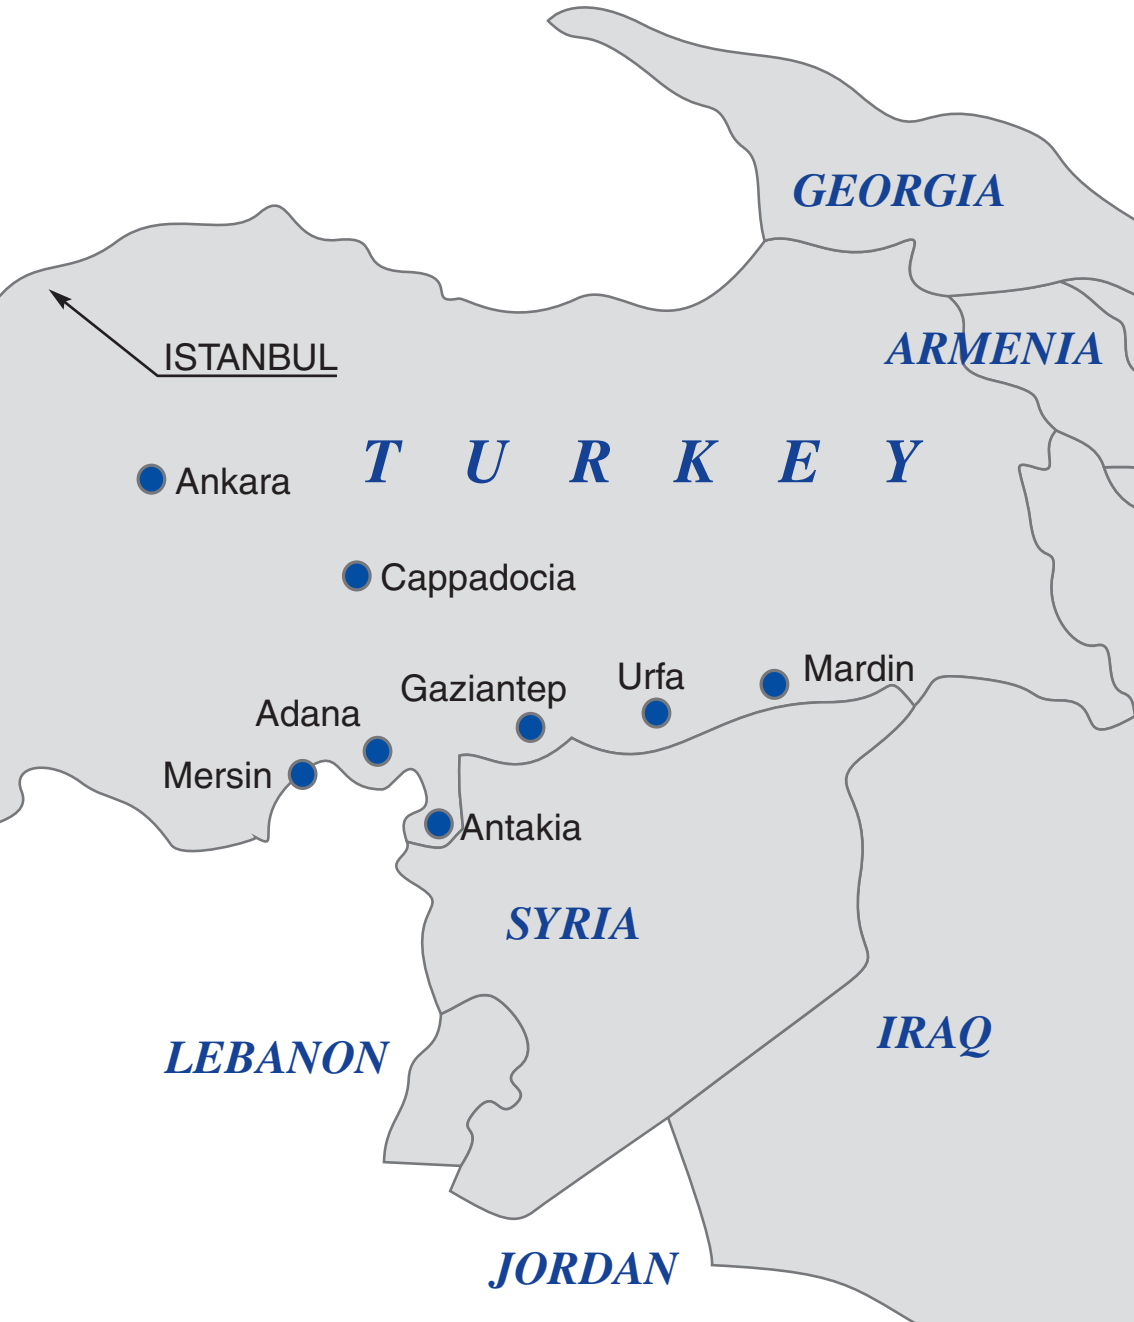 GEORGIA
ISTANBUL
ARMENIA
T U R K E Y
Ankara
Cappadocia
Mardin
Urfa
Gaziantep
Adana
Mersin
Antakia
SYRIA
IRAQ
LEBANON
JORDAN